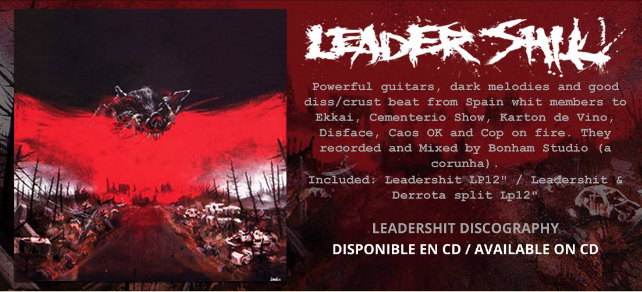 LEADER SHIT
Powerful guitars, dark melodies and good
diss/crust beat from Spain whit members to
Ekkai, Cementerio Show, Karton de Vino,
Disface, Caos OK and Cop on fire. They
recorded and Mixed by Bonham Studio (a
corunha).
Included: Leadershit LP12" / Leadershit &
Derrota split Lp12"
LEADERSHIT DISCOGRAPHY
DISPONIBLE EN CD / AVAILABLE ON CD